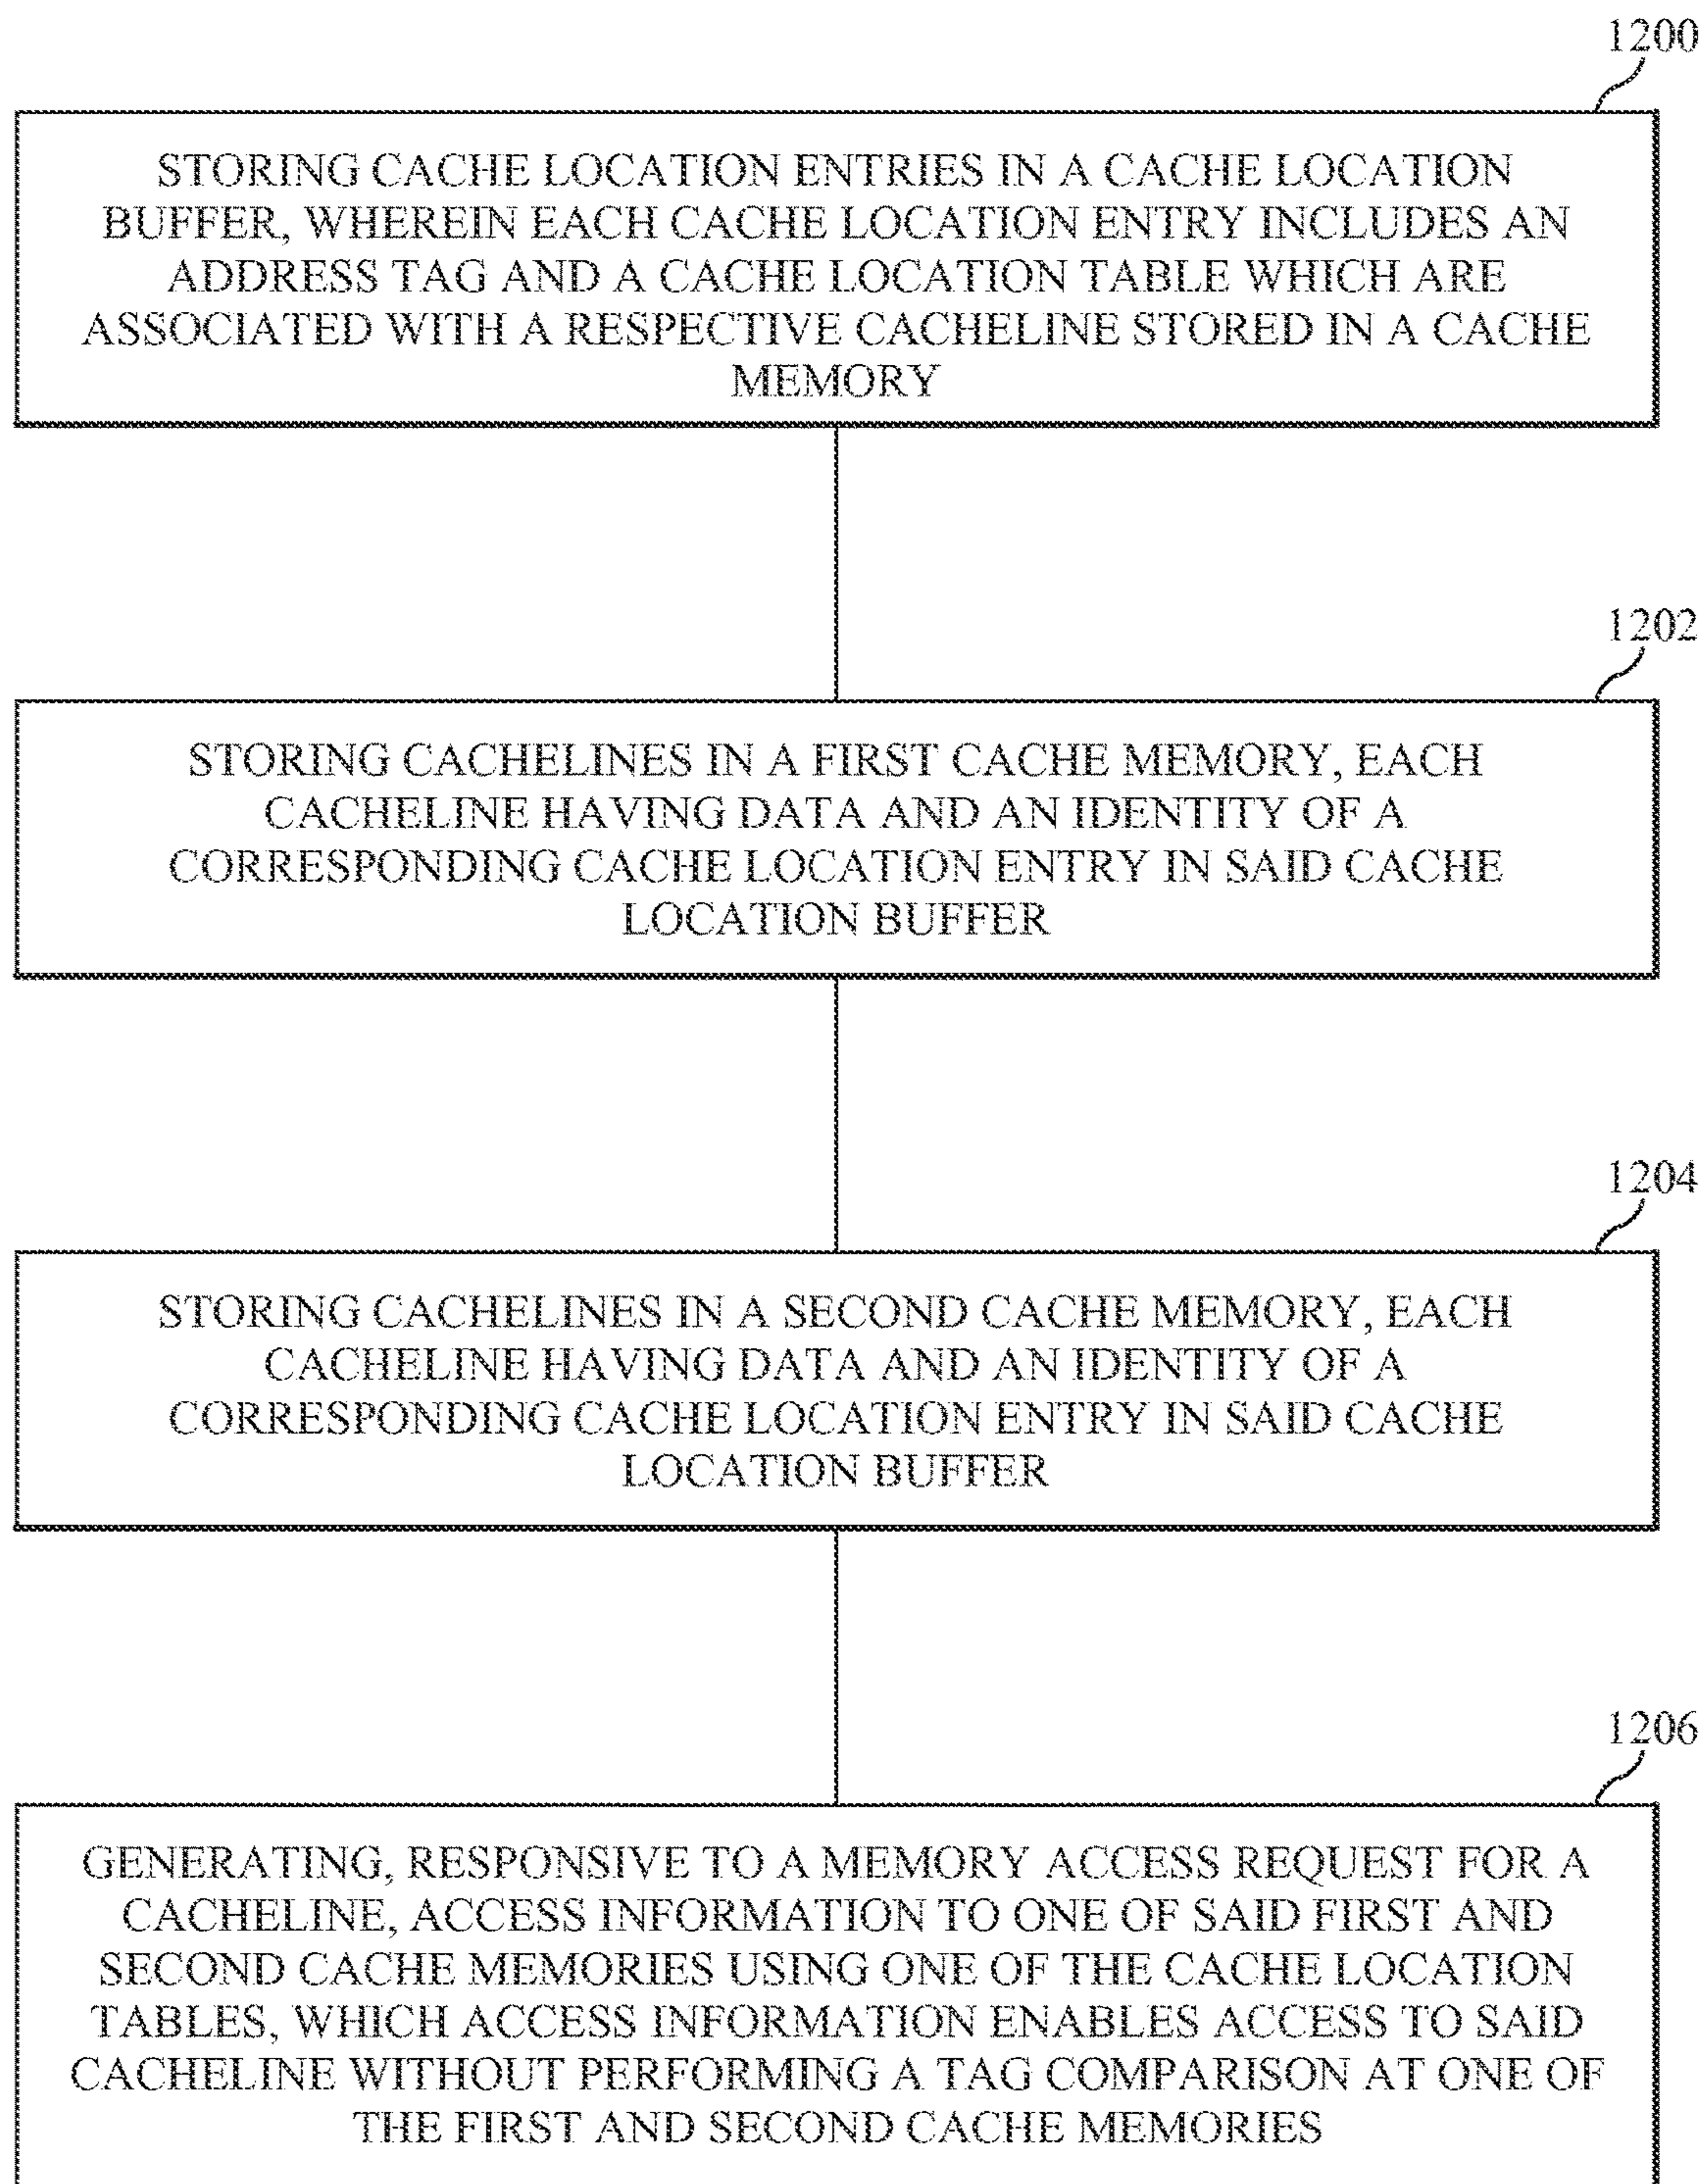 1200
STORING CACHE LOCATION ENTRIES IN A CACHE LOCATION
BUFFER, WHEREIN EACH CACHE LOCATION ENTRY INCLUDES AN
ADDRESS TAG AND A CACHE LOCATION TABLE WHICH ARE
ASSOCIATED WITH A RESPECTIVE CACHELINE STORED IN A CACHE
MEMORY
1202
STORING CACHELINES IN A FIRST CACHE MEMORY, EACH
CACHELINE HAVING DATA AND AN IDENTITY OF A
CORRESPONDING CACHE LOCATION ENTRY IN SAID CACHE
LOCATION BUFFER
1204
STORING CACHELINES IN A SECOND CACHE MEMORY, EACH
CACHELINE HAVING DATA AND AN IDENTITY OF A
CORRESPONDING CACHE LOCATION ENTRY IN SAID CACHE
LOCATION BUFFER
1206
GENERATING, RESPONSIVE TO A MEMORY ACCESS REQUEST FOR A
CACHELINE, ACCESS INFORMATION TO ONE OF SAID FIRST AND
SECOND CACHE MEMORIES USING ONE OF THE CACHE LOCATION
TABLES, WHICH ACCESS INFORMATION ENABLES ACCESS TO SAID
CACHELINE WITHOUT PERFORMING A TAG COMPARISON AT ONE OF
THE FIRST AND SECOND CACHE MEMORIES